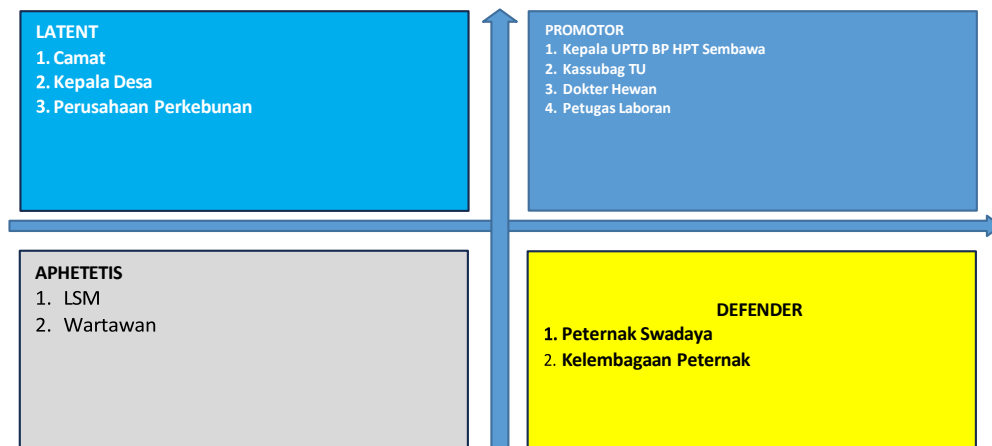 LATENT
1. Camat
2. Kepala Desa
3. Perusahaan Perkebunan
PROMOTOR
1. Kepala UPTD BP HPT Sembawa
2. Kassubag TU
3. Dokter Hewan
4. Petugas Laboran
APHETETIS
1. LSM
2. Wartawan
DEFENDER
1. Peternak Swadaya
2. Kelembagaan Peternak